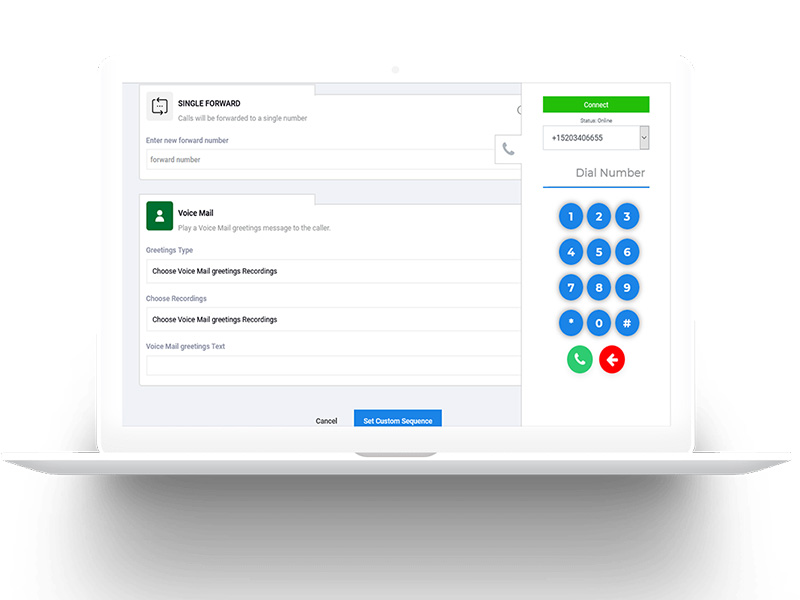 SINGLE FORWARD
Calls will be forwarded to a single number
Enter new forward number
forward number
Voice Mail
Play a Voice Mail greetings message to the caller.
Greetings Type
Choose Voice Mail greetings Recordings
Choose Recordings
Choose Voice Mail greetings Recordings
Voice Mail greetings Text
Cancel
Set Custom Sequence
Connect
Status: Online
+15203406655
Dial Number
1 2 3
4 5 6
7 8 9
* 0 #